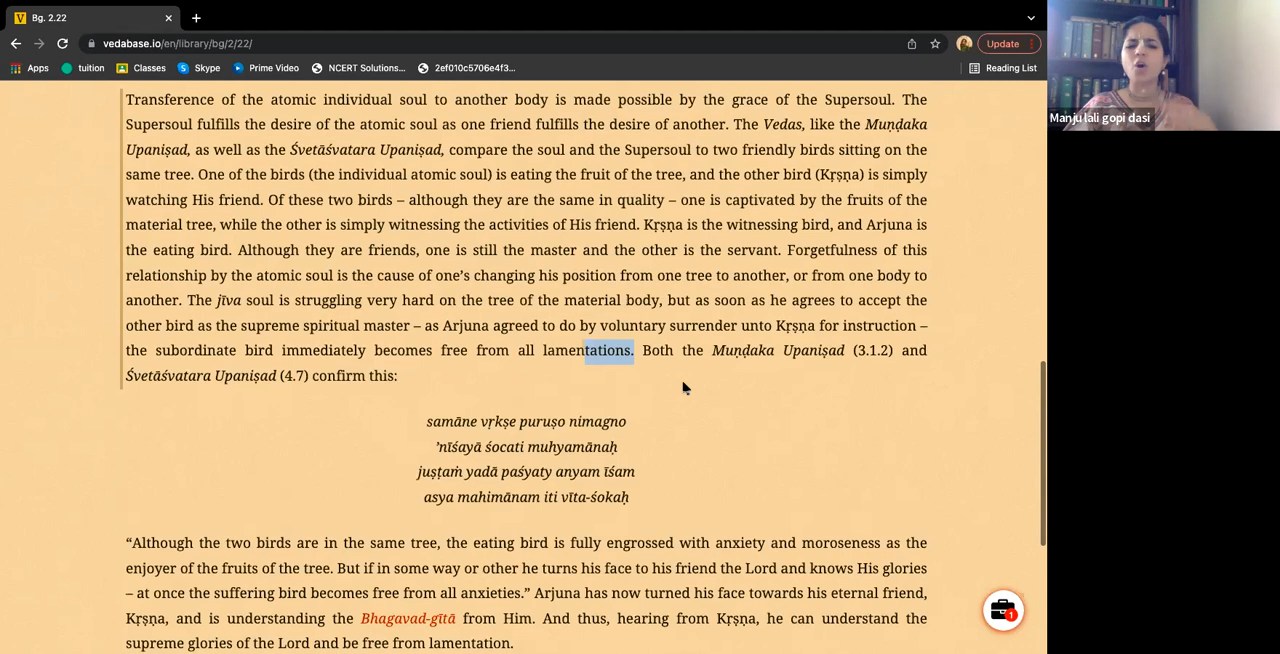 Bg. 2.22
vedabase.io/en/library/bg/2/22/
Update
Apps
tuition
Classes
Skype
Prime Video
NCERT Solutions...
2ef010c5706e4f3...
Reading List
Manju lali gopi dasi
Transference of the atomic individual soul to another body is made possible by the grace of the Supersoul. The
Supersoul fulfills the desire of the atomic soul as one friend fulfills the desire of another. The Vedas, like the Muṇḍaka
Upaniṣad, as well as the Śvetāśvatara Upaniṣad, compare the soul and the Supersoul to two friendly birds sitting on the
same tree. One of the birds (the individual atomic soul) is eating the fruit of the tree, and the other bird (Kṛṣṇa) is simply
watching His friend. Of these two birds – although they are the same in quality – one is captivated by the fruits of the
material tree, while the other is simply witnessing the activities of His friend. Kṛṣṇa is the witnessing bird, and Arjuna is
the eating bird. Although they are friends, one is still the master and the other is the servant. Forgetfulness of this
relationship by the atomic soul is the cause of one’s changing his position from one tree to another, or from one body to
another. The jīva soul is struggling very hard on the tree of the material body, but as soon as he agrees to accept the
other bird as the supreme spiritual master – as Arjuna agreed to do by voluntary surrender unto Kṛṣṇa for instruction –
the subordinate bird immediately becomes free from all lamentations. Both the Muṇḍaka Upaniṣad (3.1.2) and
Śvetāśvatara Upaniṣad (4.7) confirm this:
samāne vṛkṣe puruṣo nimagno
’nīśayā śocati muhyamānaḥ
juṣṭaṁ yadā paśyaty anyam īśam
asya mahimānam iti vīta-śokaḥ
“Although the two birds are in the same tree, the eating bird is fully engrossed with anxiety and moroseness as the
enjoyer of the fruits of the tree. But if in some way or other he turns his face to his friend the Lord and knows His glories
– at once the suffering bird becomes free from all anxieties.” Arjuna has now turned his face towards his eternal friend,
Kṛṣṇa, and is understanding the Bhagavad-gītā from Him. And thus, hearing from Kṛṣṇa, he can understand the
supreme glories of the Lord and be free from lamentation.
1